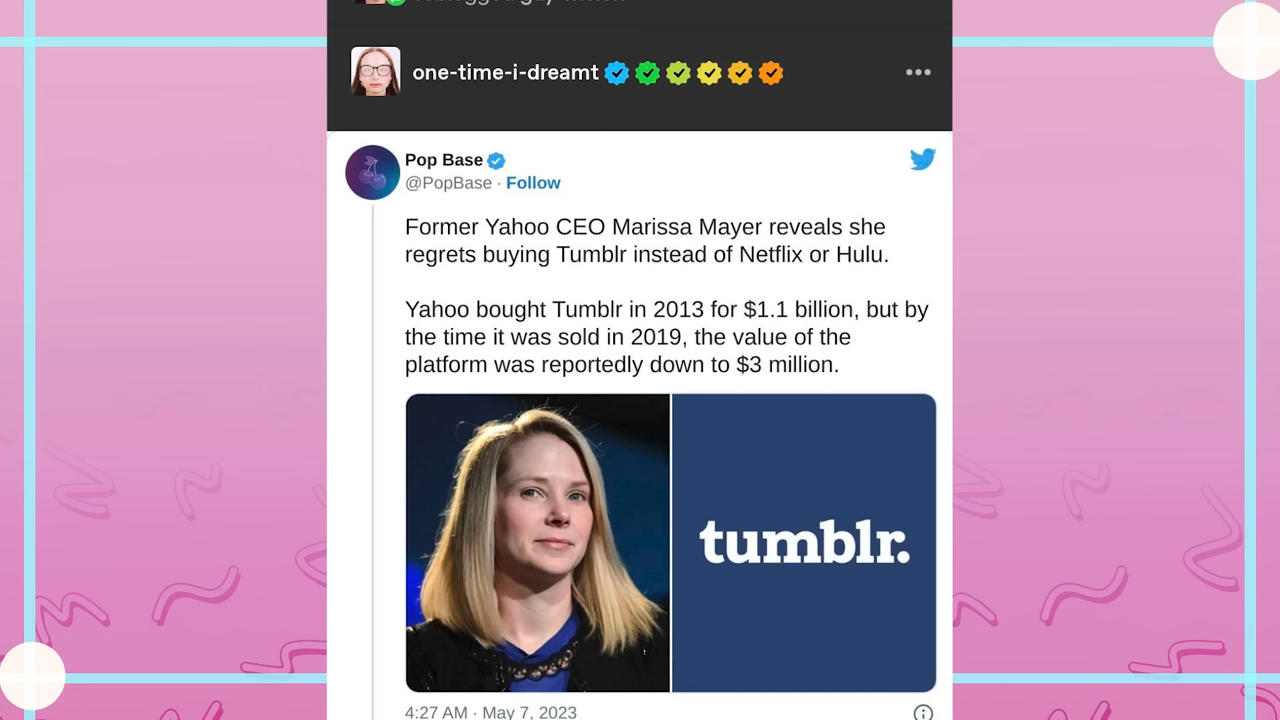 one-time-i-dreamt
Pop Base
@PopBase · Follow
Former Yahoo CEO Marissa Mayer reveals she
regrets buying Tumblr instead of Netflix or Hulu.
Yahoo bought Tumblr in 2013 for $1.1 billion, but by
the time it was sold in 2019, the value of the
platform was reportedly down to $3 million.
tumblr.
4:27 AM · May 7, 2023